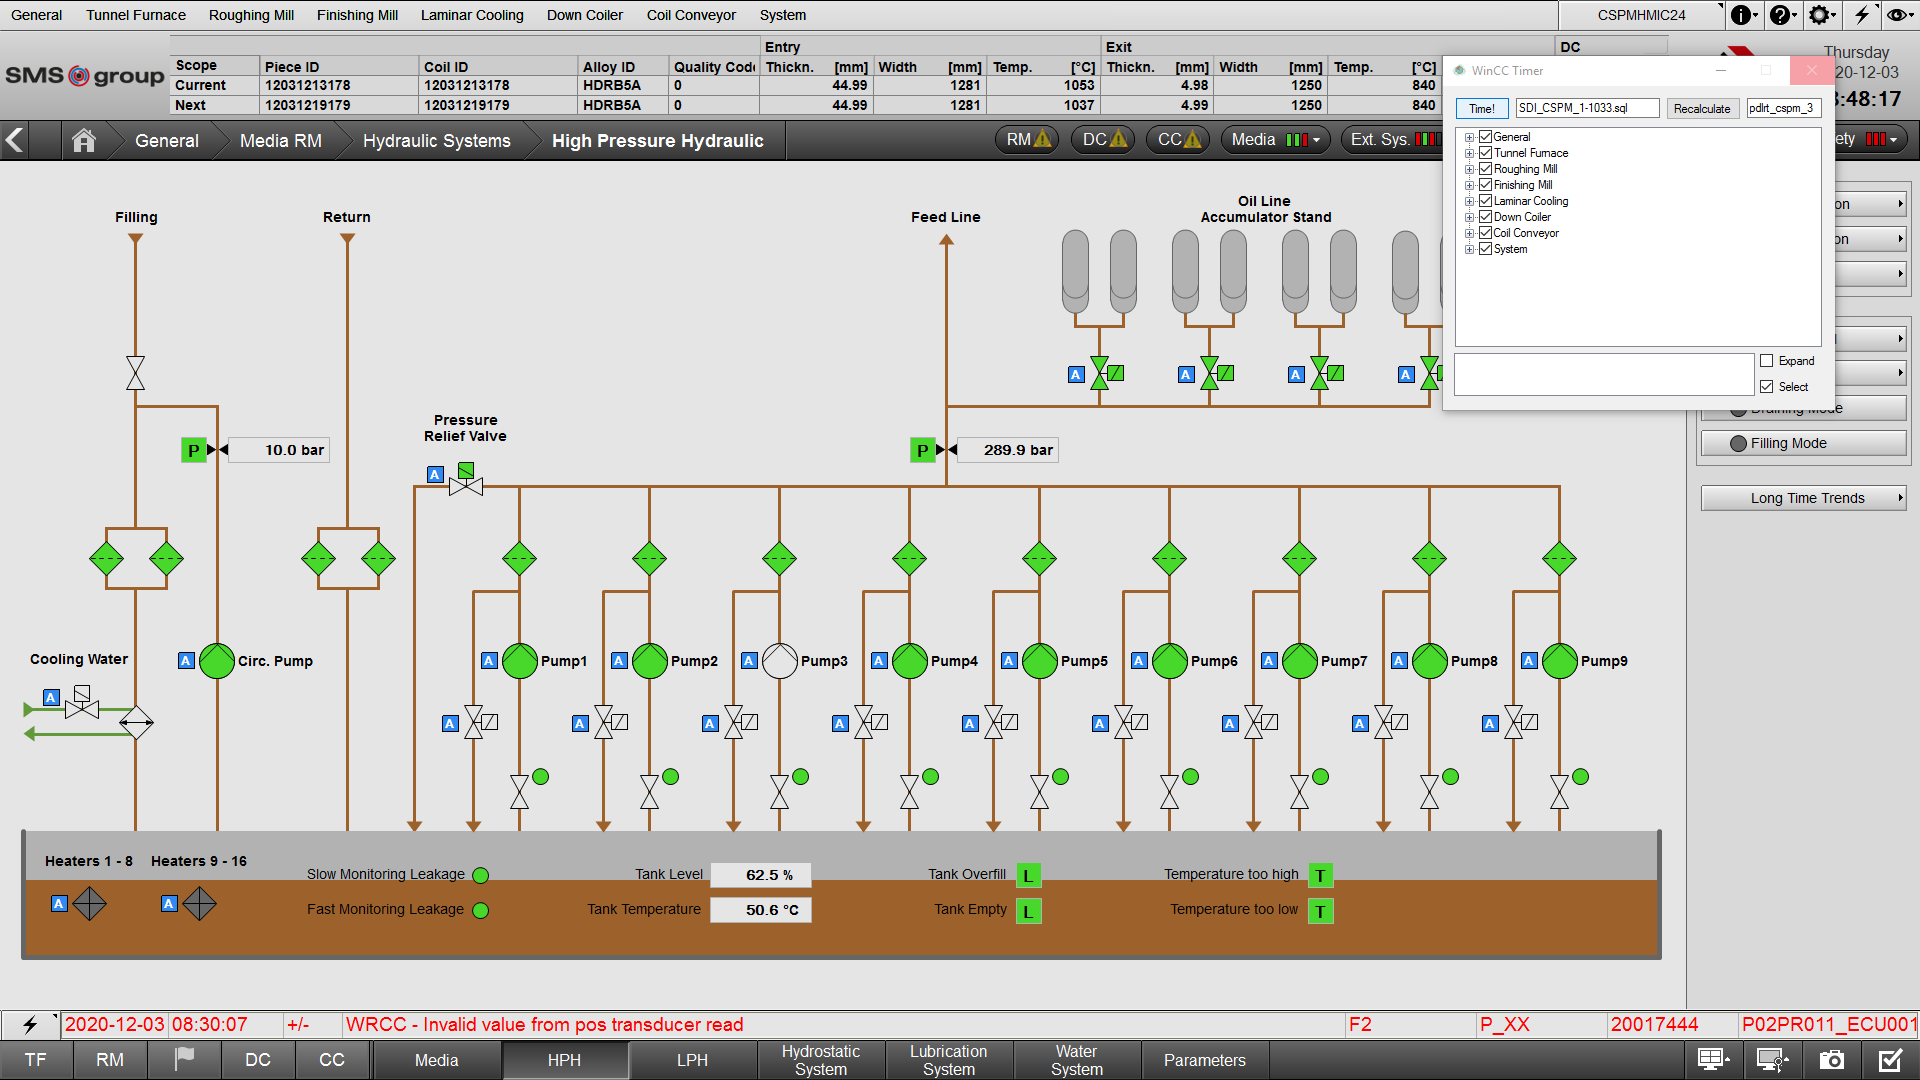 General Tunnel Furnace Roughing Mill Finishing Mill Laminar Cooling Down Coiler Coil Conveyor System CSPMHMIC24
SMS group
Entry Exit DC
Scope Piece ID Coil ID Alloy ID Quality Code Thickn. [mm] Width [mm] Temp. [°C] Thickn. [mm] Width [mm] Temp. [°C]
Current 12031213178 12031213178 HDRB5A 0 44.99 1281 1053 4.98 1250 840
Next 12031219179 12031219179 HDRB5A 0 44.99 1281 1037 4.99 1250 840
Thursday
20-12-03
:48:17
General Media RM Hydraulic Systems High Pressure Hydraulic RM DC CC Media Ext. Sys. ety
WinCC Timer
Time! SDI_CSPM_1-1033.sql Recalculate pdlrt_cspm_3
General
Tunnel Furnace
Roughing Mill
Finishing Mill
Laminar Cooling
Down Coiler
Coil Conveyor
System
Expand
Select
on
on
Draining Mode
Filling Mode
Long Time Trends
Filling Return Feed Line
Oil Line
Accumulator Stand
A A A A
Pressure
Relief Valve
P 10.0 bar P 289.9 bar
A
Cooling Water
A Circ. Pump A Pump1 A Pump2 A Pump3 A Pump4 A Pump5 A Pump6 A Pump7 A Pump8 A Pump9
A
A A A A A A A A A
Heaters 1 - 8 Heaters 9 - 16
A A
Slow Monitoring Leakage Tank Level 62.5 % Tank Overfill L Temperature too high T
Fast Monitoring Leakage Tank Temperature 50.6 °C Tank Empty L Temperature too low T
2020-12-03 08:30:07 +/- WRCC - Invalid value from pos transducer read F2 P_XX 20017444 P02PR011_ECU001
TF RM DC CC Media HPH LPH Hydrostatic System Lubrication System Water System Parameters